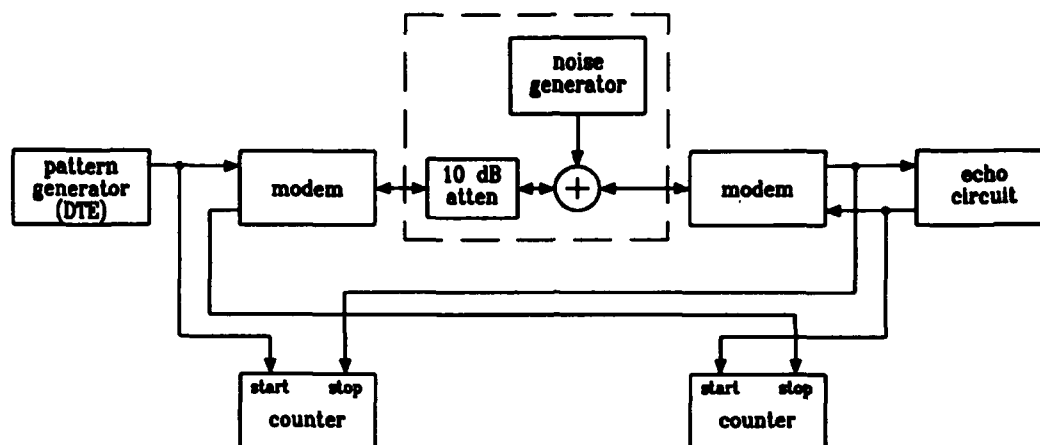 noise
generator
pattern
generator
(DTE)
modem
10 dB
atten
+
modem
echo
circuit
start stop
counter
start stop
counter